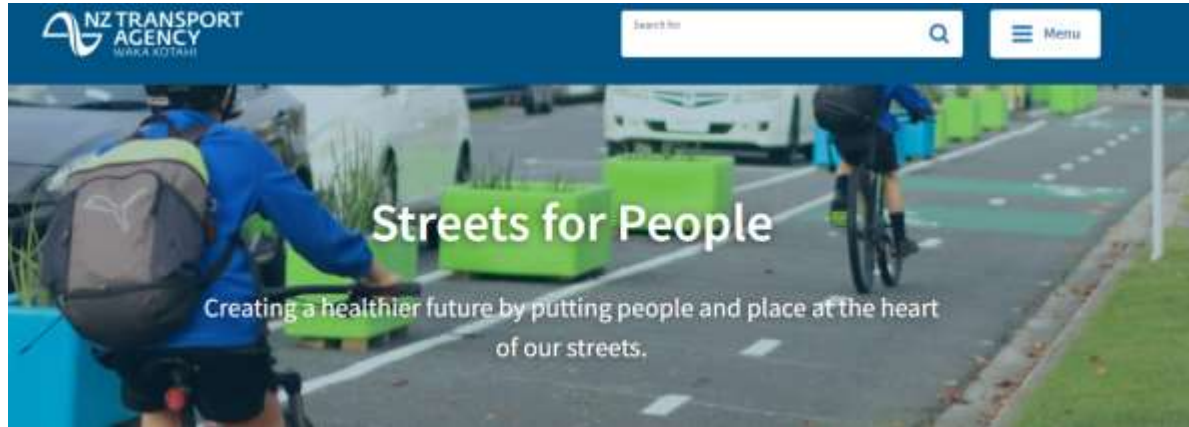 NZ TRANSPORT
AGENCY
WAKA KOTAHI
Search for
Menu
Streets for People
Creating a healthier future by putting people and place at the heart
of our streets.